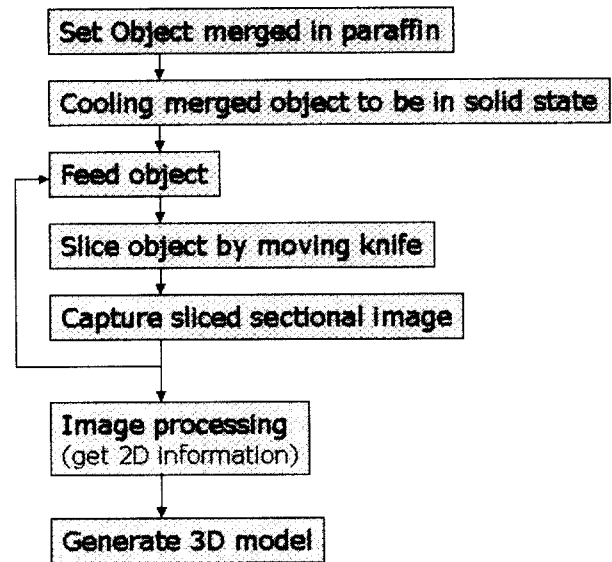 Set Object merged in paraffin
Cooling merged object to be in solid state
Feed object
Slice object by moving knife
Capture sliced sectional image
Image processing
(get 2D information)
Generate 3D model